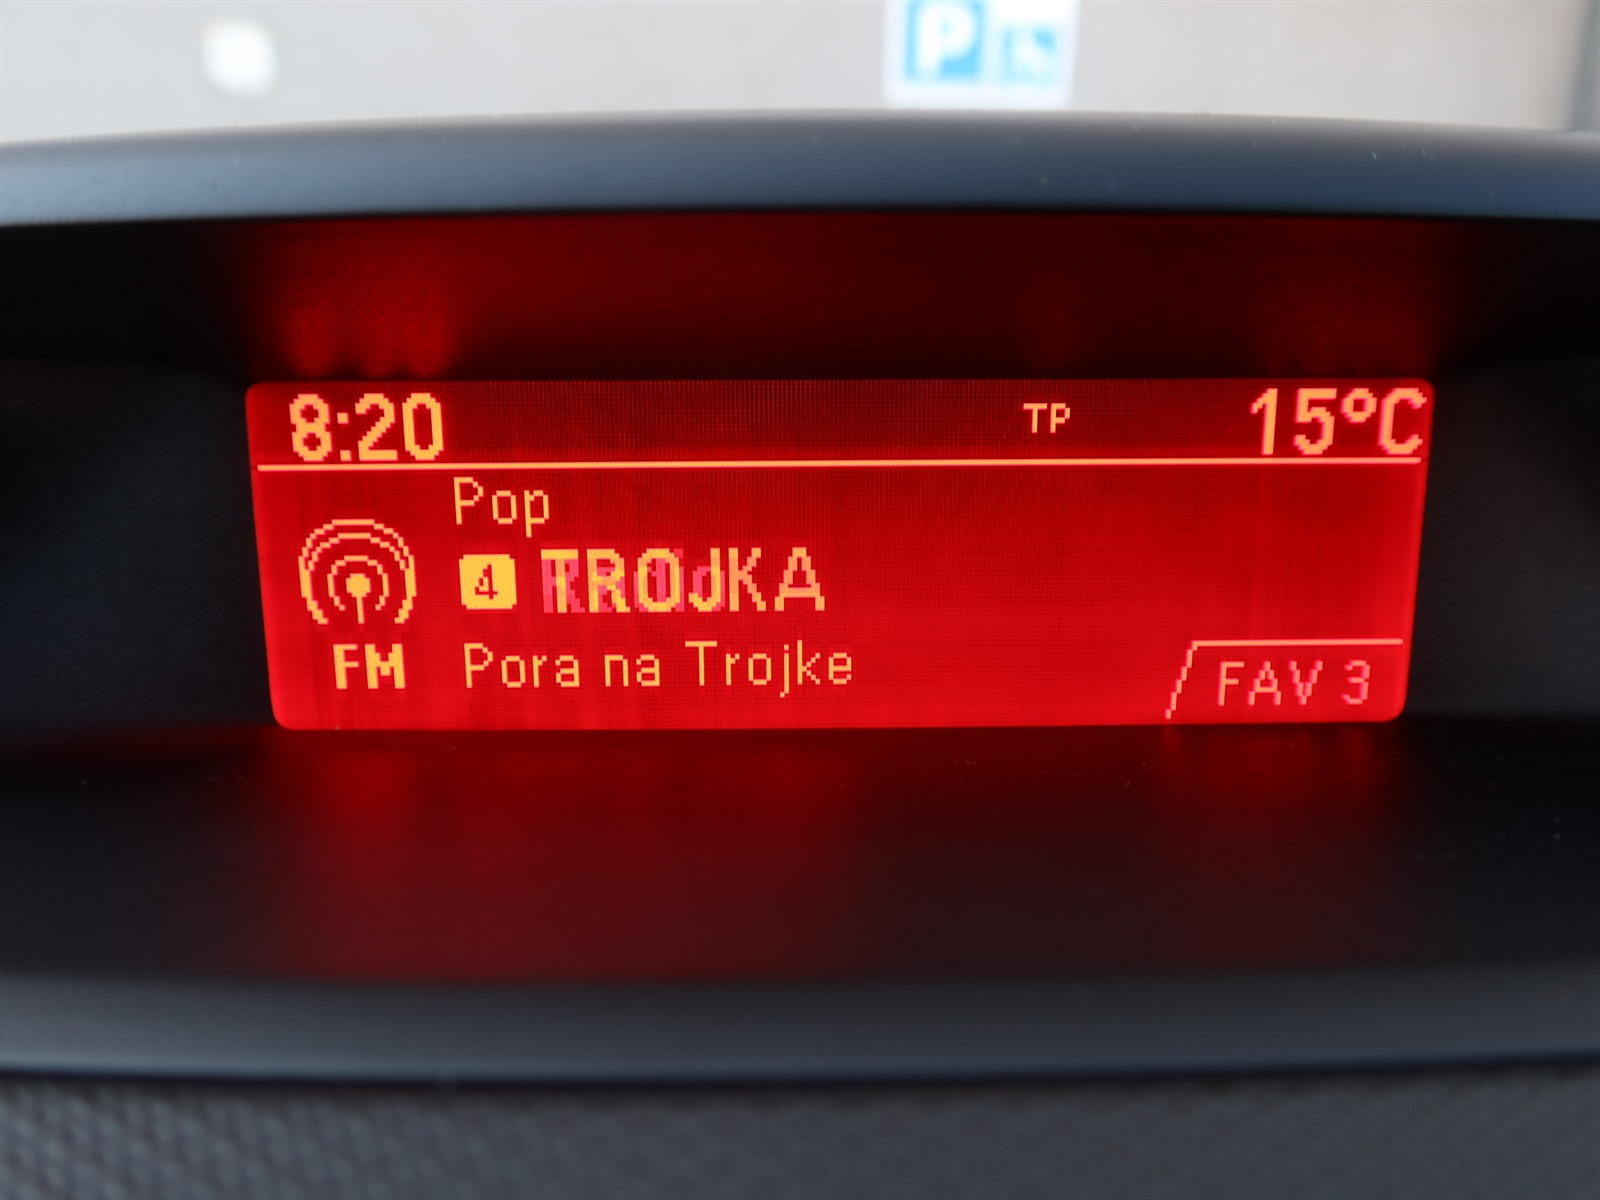 P
8:20 TP 15°C
Pop
4 TROJKA
FM Pora na Trojke
FAV 3